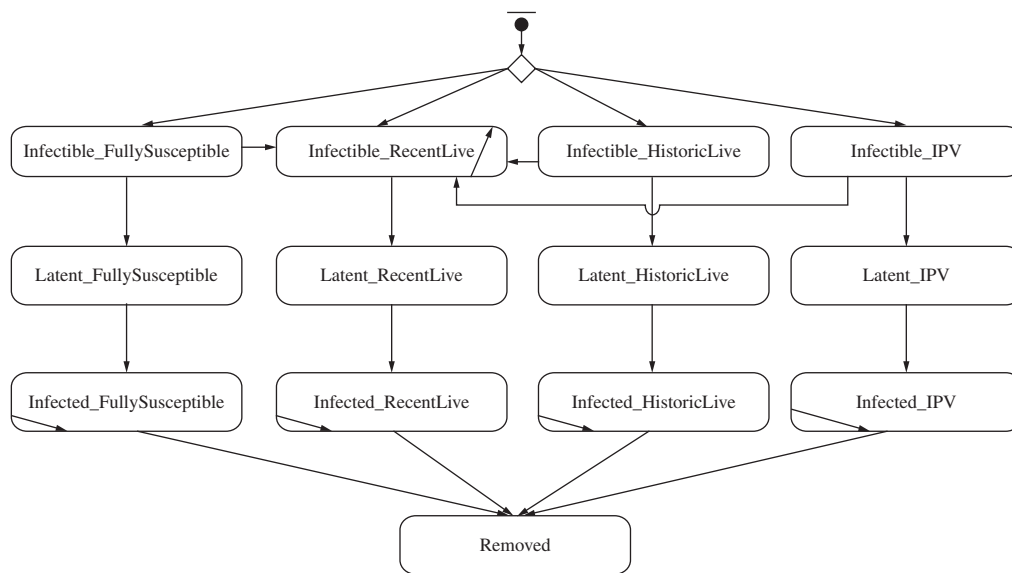 Infectible_FullySusceptible
Infectible_RecentLive
Infectible_HistoricLive
Infectible_IPV
Latent_FullySusceptible
Latent_RecentLive
Latent_HistoricLive
Latent_IPV
Infected_FullySusceptible
Infected_RecentLive
Infected_HistoricLive
Infected_IPV
Removed